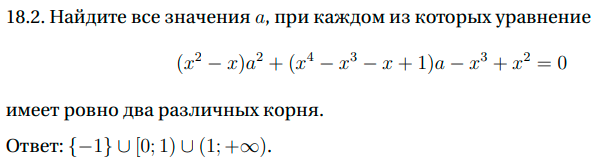 18.2. Найдите все значения a, при каждом из которых уравнение
(x² − x)a² + (x⁴ − x³ − x + 1)a − x³ + x² = 0
имеет ровно два различных корня.
Ответ: {−1} ∪ [0; 1) ∪ (1; +∞).